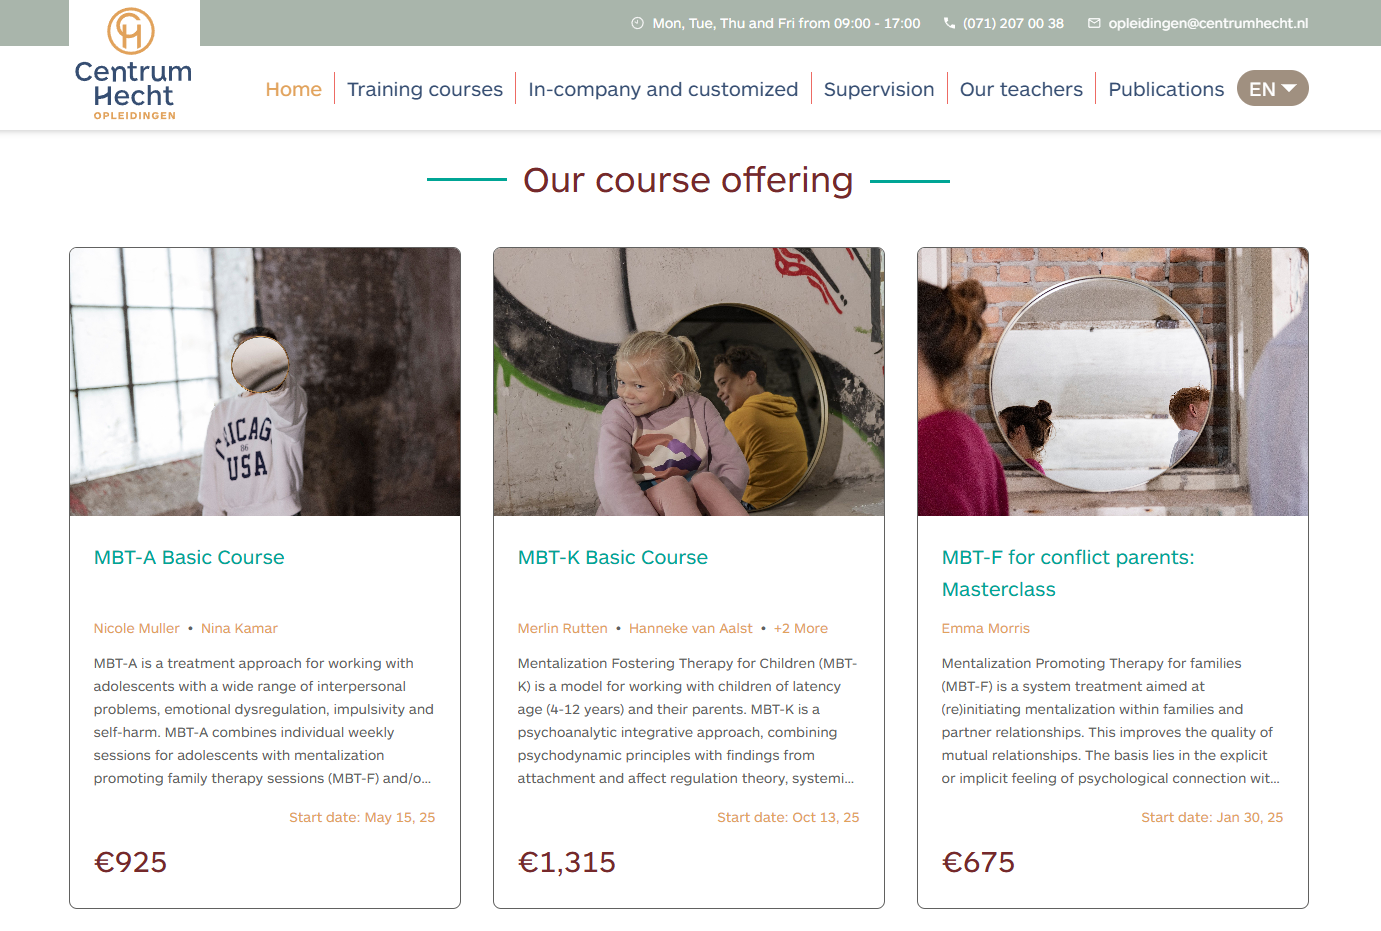 Mon, Tue, Thu and Fri from 09:00 - 17:00
(071) 207 00 38
opleidingen@centrumhecht.nl
CH
Centrum
Hecht
OPLEIDINGEN
Home
Training courses
In-company and customized
Supervision
Our teachers
Publications
EN
Our course offering
HICAG
86
USA
MBT-A Basic Course
Nicole Muller • Nina Kamar
MBT-A is a treatment approach for working with
adolescents with a wide range of interpersonal
problems, emotional dysregulation, impulsivity and
self-harm. MBT-A combines individual weekly
sessions for adolescents with mentalization
promoting family therapy sessions (MBT-F) and/o...
Start date: May 15, 25
€925
MBT-K Basic Course
Merlin Rutten • Hanneke van Aalst • +2 More
Mentalization Fostering Therapy for Children (MBT-
K) is a model for working with children of latency
age (4-12 years) and their parents. MBT-K is a
psychoanalytic integrative approach, combining
psychodynamic principles with findings from
attachment and affect regulation theory, systemi...
Start date: Oct 13, 25
€1,315
MBT-F for conflict parents:
Masterclass
Emma Morris
Mentalization Promoting Therapy for families
(MBT-F) is a system treatment aimed at
(re)initiating mentalization within families and
partner relationships. This improves the quality of
mutual relationships. The basis lies in the explicit
or implicit feeling of psychological connection wit...
Start date: Jan 30, 25
€675